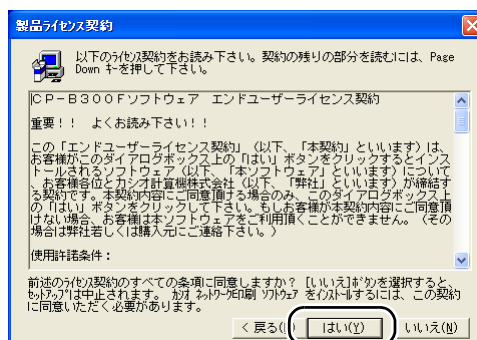 製品ライセンス契約
以下のライセンス契約をお読み下さい。契約の残りの部分を読むには、Page
Down キーを押して下さい。
ＣＰ－Ｂ３００Ｆソフトウェア　エンドユーザーライセンス契約
重要！！　よくお読み下さい！！
この「エンドユーザーライセンス契約」（以下、「本契約」といいます）は、
お客様がこのダイアログボックス上の「はい」ボタンをクリックするとインス
トールされるソフトウェア（以下、「本ソフトウェア」といいます）について
、お客様各位とカシオ計算機株式会社（以下、「弊社」といいます）が締結す
る契約です。本契約内容にご同意頂ける場合のみ、このダイアログボックス上
の「はい」ボタンをクリックして下さい。もしお客様が本契約内容にご同意頂
けない場合、お客様は本ソフトウェアをご利用頂くことができません。（その
場合は弊社若しくは購入元にご連絡下さい。）
使用許諾条件：
前述のライセンス契約のすべての条項に同意しますか？ [いいえ]ボタンを選択すると、
セットアップは中止されます。 カシオ ネットワークモード印刷 ソフトウェア をインストールするには、この契約
に同意いただく必要があります。
< 戻る( はい(Y) いいえ(N)